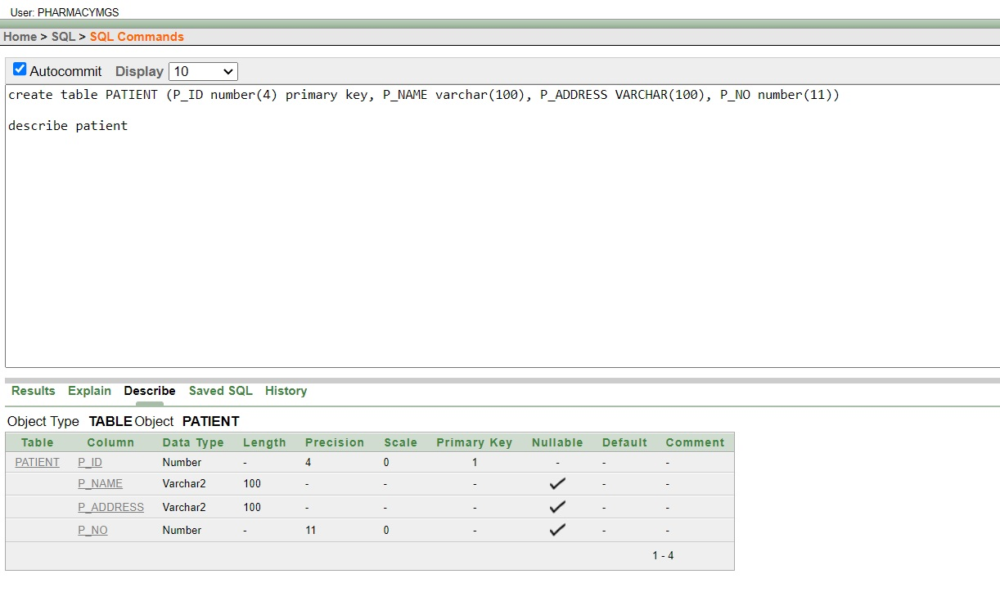 User: PHARMACYMGS
Home > SQL > SQL Commands
Autocommit Display 10
create table PATIENT (P_ID number(4) primary key, P_NAME varchar(100), P_ADDRESS VARCHAR(100), P_NO number(11))
describe patient
Results Explain Describe Saved SQL History
Object Type TABLE Object PATIENT
Table Column Data Type Length Precision Scale Primary Key Nullable Default Comment
PATIENT P_ID Number - 4 0 1 - - -
P_NAME Varchar2 100 - - - - -
P_ADDRESS Varchar2 100 - - - - -
P_NO Number - 11 0 - - -
1 - 4